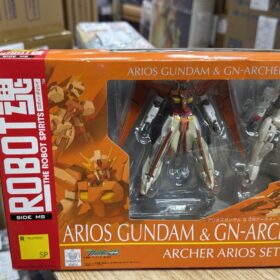 ARIOS GUNDAM & GN-ARCHER
ROBOT魂
THE ROBOT SPIRITS
SIDE MS
R
SP
ARIOS GUNDAM & GN-ARCH
ARCHER ARIOS SET